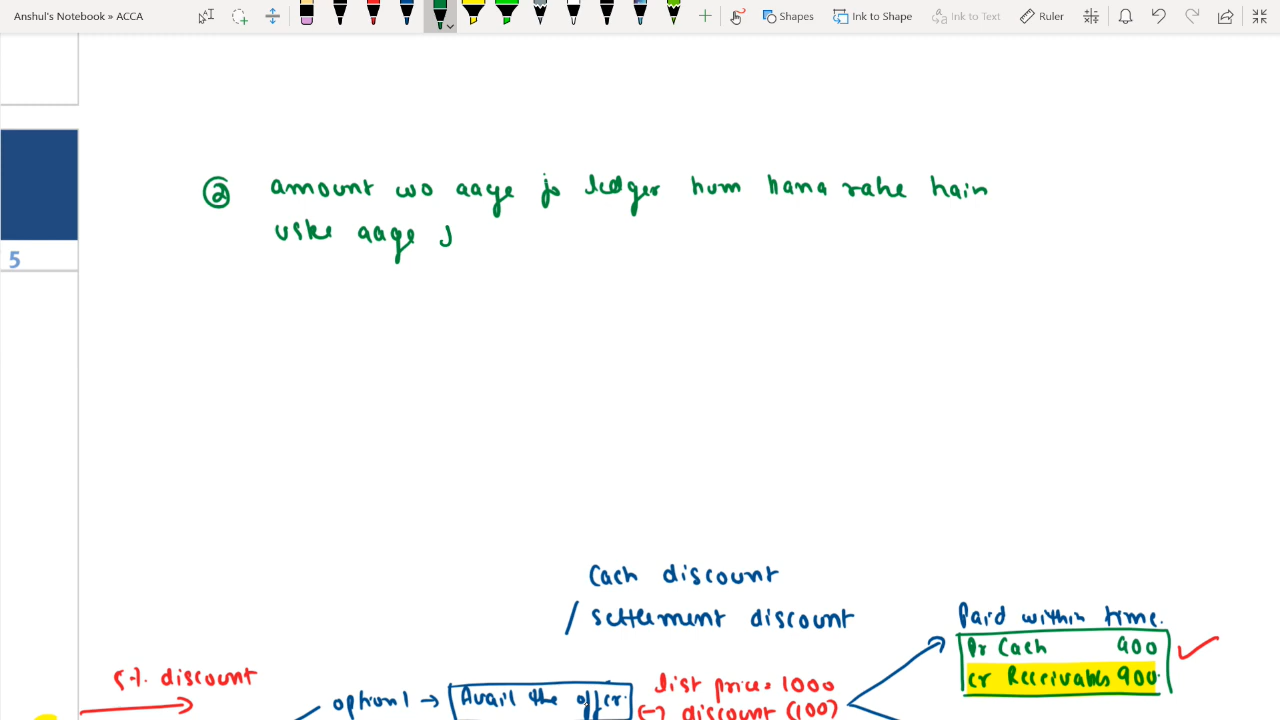 Anshul's Notebook » ACCA
Shapes
Ink to Shape
Ink to Text
Ruler
② amount wo aaye jo ledger hum bana rahe hain
uske aage J
5
Cash discount
/ settlement discount
Paid within time.
Dr Cash 900
Cr Receivables 900
5% discount
option 1 → Avail the offer.
list price = 1000
(-) discount (100)